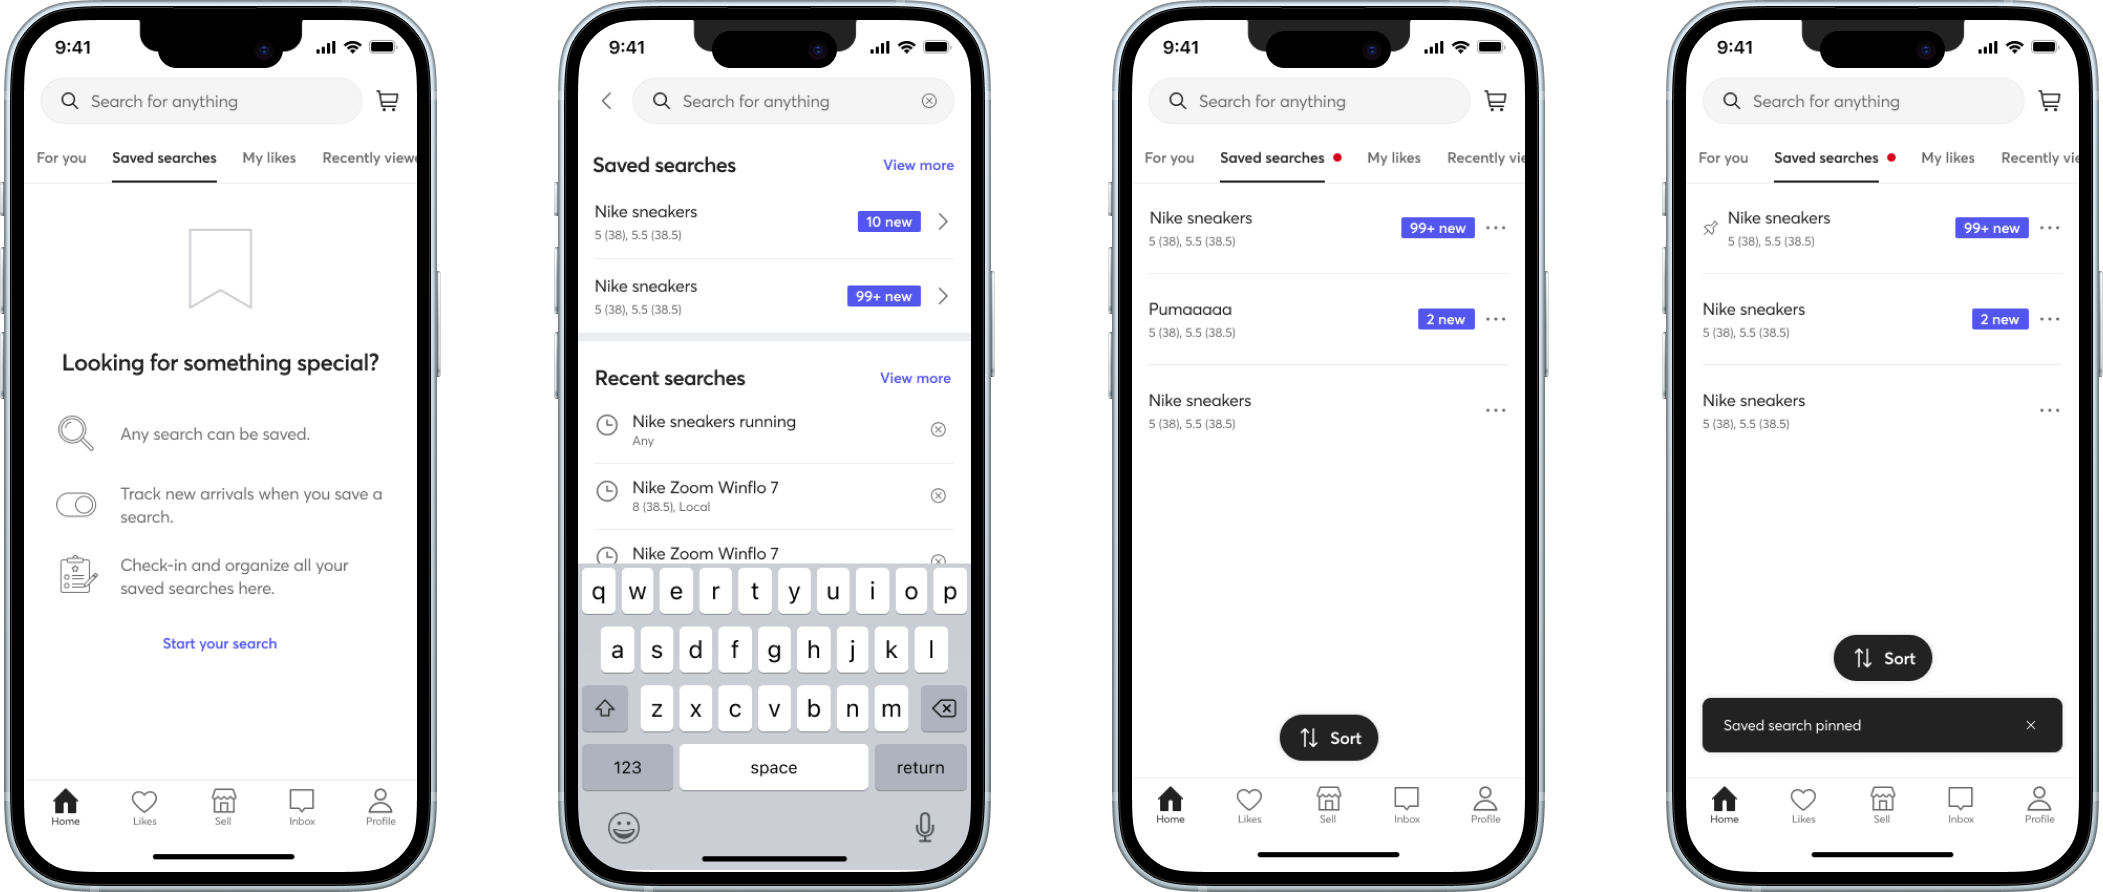 9:41
Search for anything
For you Saved searches My likes Recently viewe
Looking for something special?
Any search can be saved.
Track new arrivals when you save a
search.
Check-in and organize all your
saved searches here.
Start your search
Home Likes Sell Inbox Profile
9:41
Search for anything
Saved searches View more
Nike sneakers
5 (38), 5.5 (38.5)
10 new
Nike sneakers
5 (38), 5.5 (38.5)
99+ new
Recent searches View more
Nike sneakers running
Any
Nike Zoom Winflo 7
8 (38.5), Local
Nike Zoom Winflo 7
q w e r t y u i o p
a s d f g h j k l
z x c v b n m
123 space return
9:41
Search for anything
For you Saved searches My likes Recently vie
Nike sneakers
5 (38), 5.5 (38.5)
99+ new
Pumaaaaa
5 (38), 5.5 (38.5)
2 new
Nike sneakers
5 (38), 5.5 (38.5)
Sort
Home Likes Sell Inbox Profile
9:41
Search for anything
For you Saved searches My likes Recently vie
Nike sneakers
5 (38), 5.5 (38.5)
99+ new
Nike sneakers
5 (38), 5.5 (38.5)
2 new
Nike sneakers
5 (38), 5.5 (38.5)
Sort
Saved search pinned
Home Likes Sell Inbox Profile